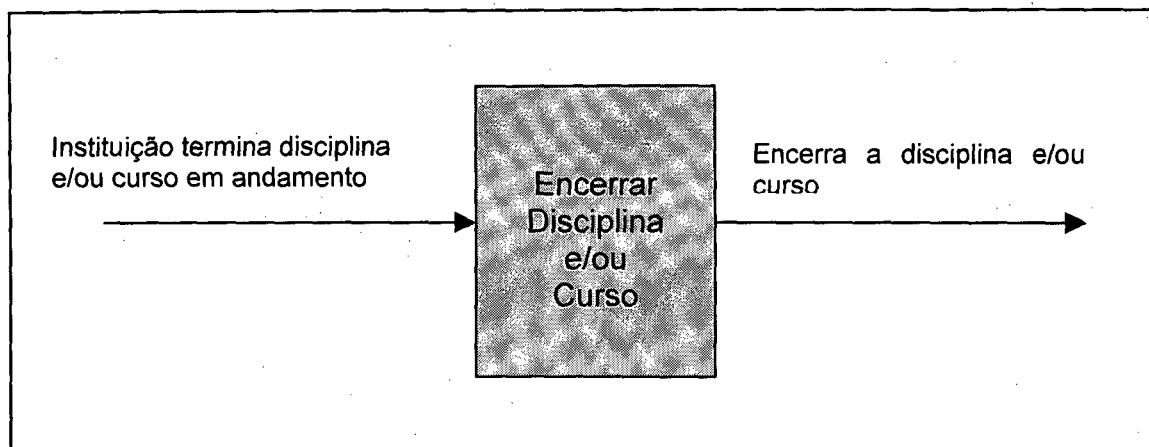 Instituição termina disciplina
e/ou curso em andamento
Encerrar
Disciplina
e/ou
Curso
Encerra a disciplina e/ou
curso